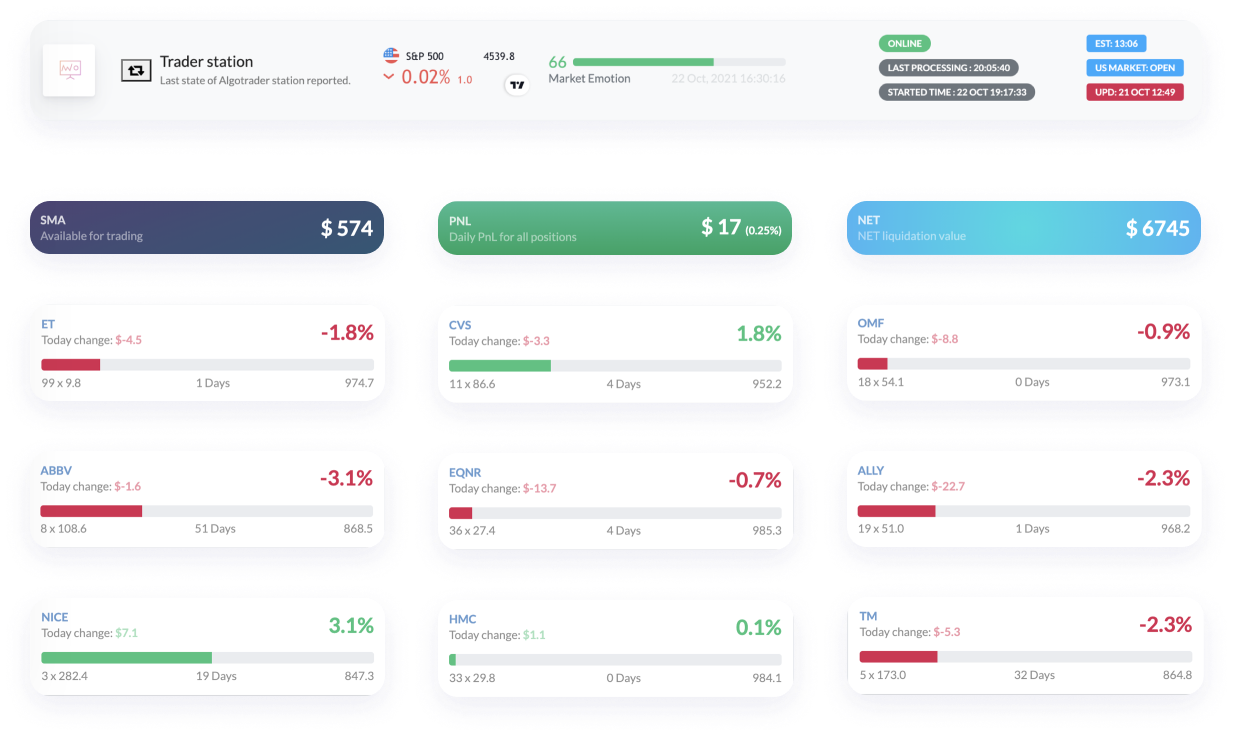 Trader station
Last state of Algotrader station reported.
S&P 500 4539.8
0.02% 1.0
66
Market Emotion 22 Oct, 2021 16:30:16
ONLINE
LAST PROCESSING : 20:05:40
STARTED TIME : 22 OCT 19:17:33
EST: 13:06
US MARKET: OPEN
UPD: 21 OCT 12:49
SMA
Available for trading
$ 574
PNL
Daily PnL for all positions
$ 17 (0.25%)
NET
NET liquidation value
$ 6745
ET
Today change: $-4.5
-1.8%
99 x 9.8 1 Days 974.7
CVS
Today change: $-3.3
1.8%
11 x 86.6 4 Days 952.2
OMF
Today change: $-8.8
-0.9%
18 x 54.1 0 Days 973.1
ABBV
Today change: $-1.6
-3.1%
8 x 108.6 51 Days 868.5
EQNR
Today change: $-13.7
-0.7%
36 x 27.4 4 Days 985.3
ALLY
Today change: $-22.7
-2.3%
19 x 51.0 1 Days 968.2
NICE
Today change: $7.1
3.1%
3 x 282.4 19 Days 847.3
HMC
Today change: $1.1
0.1%
33 x 29.8 0 Days 984.1
TM
Today change: $-5.3
-2.3%
5 x 173.0 32 Days 864.8